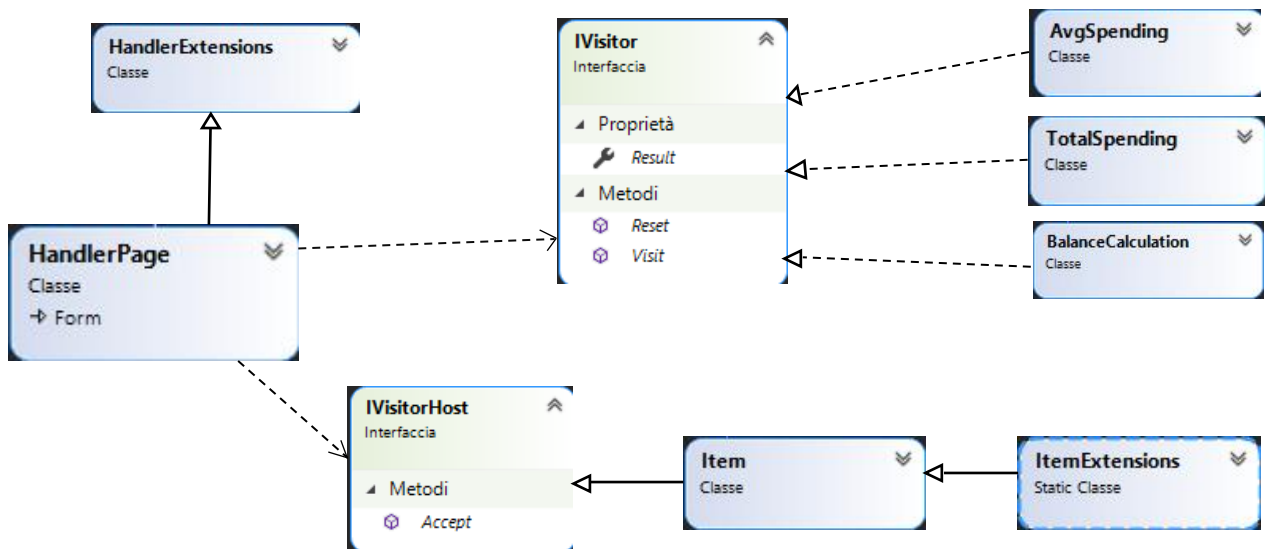 HandlerExtensions
Classe
IVisitor
Interfaccia
Proprietà
Result
Metodi
Reset
Visit
AvgSpending
Classe
TotalSpending
Classe
BalanceCalculation
Classe
HandlerPage
Classe
Form
IVisitorHost
Interfaccia
Metodi
Accept
Item
Classe
ItemExtensions
Static Classe